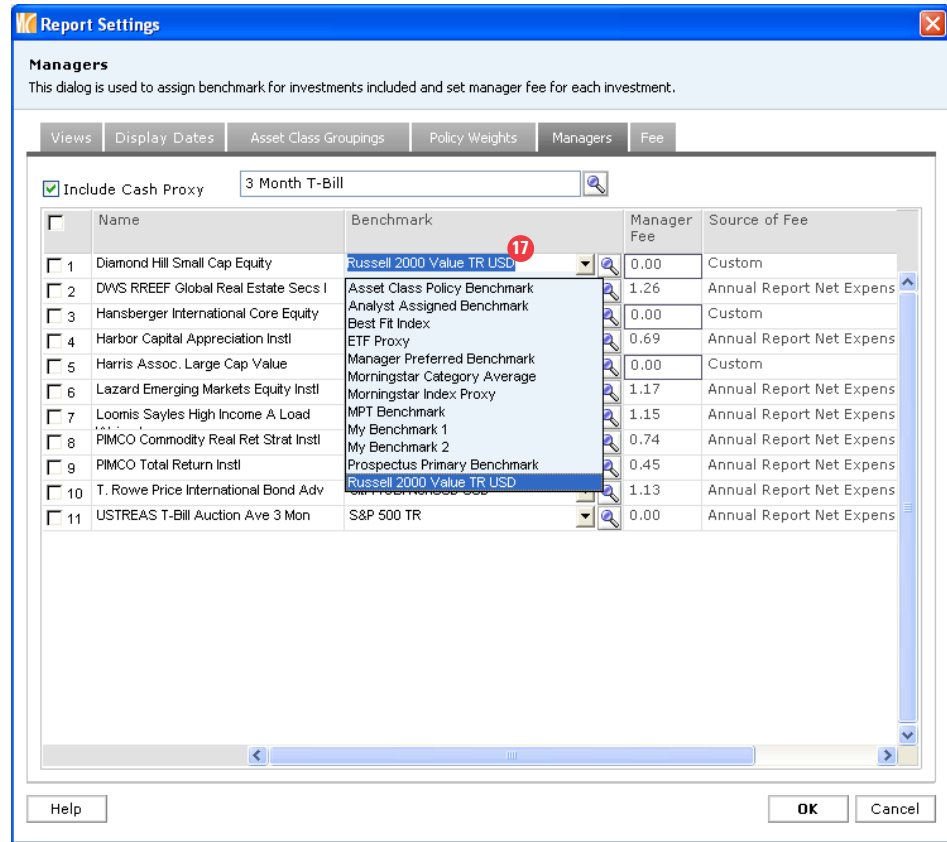 Report Settings
Managers
This dialog is used to assign benchmark for investments included and set manager fee for each investment.
Views Display Dates Asset Class Groupings Policy Weights Managers Fee
Include Cash Proxy 3 Month T-Bill
Name Benchmark Manager Fee Source of Fee
17
1 Diamond Hill Small Cap Equity Russell 2000 Value TR USD 0.00 Custom
2 DWS RREEF Global Real Estate Secs I 1.26 Annual Report Net Expens
3 Hansberger International Core Equity 0.00 Custom
4 Harbor Capital Appreciation Instl 0.69 Annual Report Net Expens
5 Harris Assoc. Large Cap Value 0.00 Custom
6 Lazard Emerging Markets Equity Instl 1.17 Annual Report Net Expens
7 Loomis Sayles High Income A Load 1.15 Annual Report Net Expens
8 PIMCO Commodity Real Ret Strat Instl 0.74 Annual Report Net Expens
9 PIMCO Total Return Instl 0.45 Annual Report Net Expens
10 T. Rowe Price International Bond Adv 1.13 Annual Report Net Expens
11 USTREAS T-Bill Auction Ave 3 Mon S&P 500 TR 0.00 Annual Report Net Expens
Asset Class Policy Benchmark
Analyst Assigned Benchmark
Best Fit Index
ETF Proxy
Manager Preferred Benchmark
Morningstar Category Average
Morningstar Index Proxy
MPT Benchmark
My Benchmark 1
My Benchmark 2
Prospectus Primary Benchmark
Russell 2000 Value TR USD
Help OK Cancel